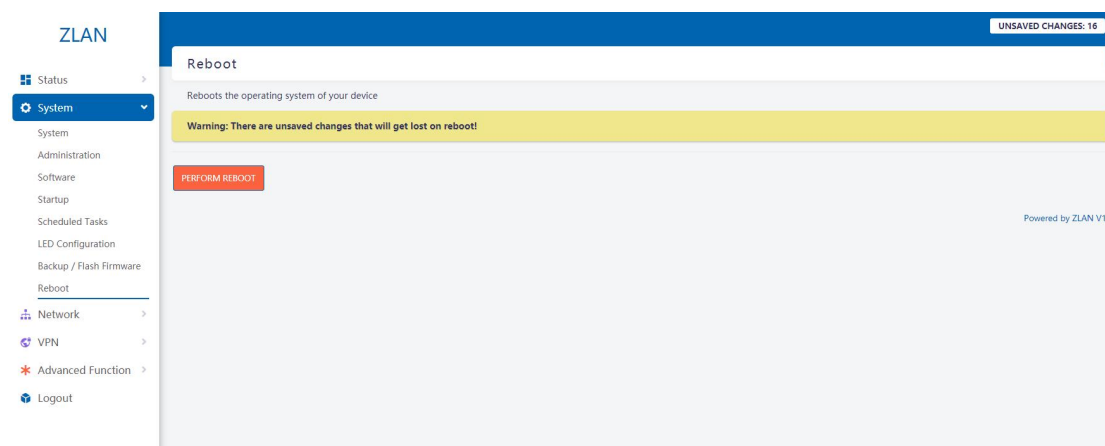 ZLAN
UNSAVED CHANGES: 16
Status
System
System
Administration
Software
Startup
Scheduled Tasks
LED Configuration
Backup / Flash Firmware
Reboot
Network
VPN
Advanced Function
Logout
Reboot
Reboots the operating system of your device
Warning: There are unsaved changes that will get lost on reboot!
PERFORM REBOOT
Powered by ZLAN V1